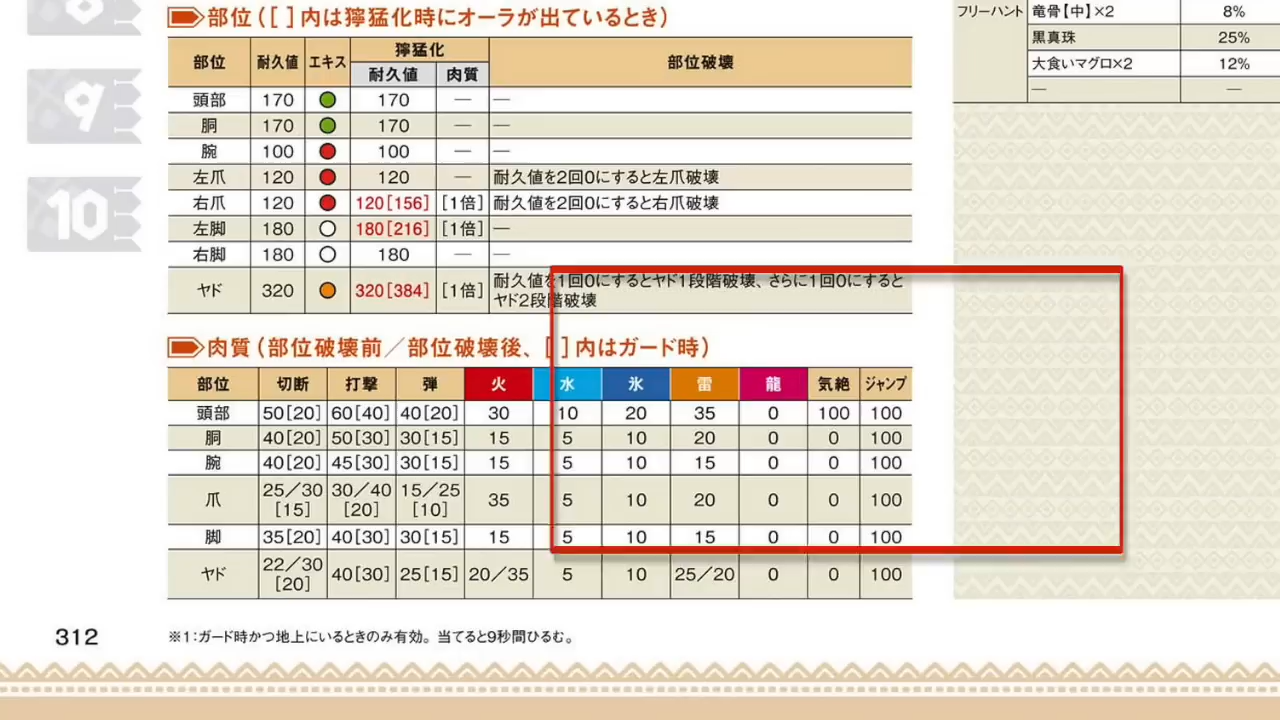 部位([ ]内は獰猛化時にオーラが出ているとき)
部位 耐久値 エキス 獰猛化 部位破壊
耐久値 肉質
頭部 170 170 — —
胴 170 170 — —
腕 100 100 — —
左爪 120 120 — 耐久値を2回0にすると左爪破壊
右爪 120 120[156] [1倍] 耐久値を2回0にすると右爪破壊
左脚 180 180[216] [1倍] —
右脚 180 180 — —
ヤド 320 320[384] [1倍] 耐久値を1回0にするとヤド1段階破壊、さらに1回0にすると
ヤド2段階破壊
肉質(部位破壊前/部位破壊後、[ ]内はガード時)
部位 切断 打撃 弾 火 水 氷 雷 龍 気絶 ジャンプ
頭部 50[20] 60[40] 40[20] 30 10 20 35 0 100 100
胴 40[20] 50[30] 30[15] 15 5 10 20 0 0 100
腕 40[20] 45[30] 30[15] 15 5 10 15 0 0 100
爪 25/30[15] 30/40[20] 15/25[10] 35 5 10 20 0 0 100
脚 35[20] 40[30] 30[15] 15 5 10 15 0 0 100
ヤド 22/30[20] 40[30] 25[15] 20/35 5 10 25/20 0 0 100
※1:ガード時かつ地上にいるときのみ有効。当てると9秒間ひるむ。
312
9
10
フリーハント 竜骨【中】×2 8%
黒真珠 25%
大食いマグロ×2 12%
— —